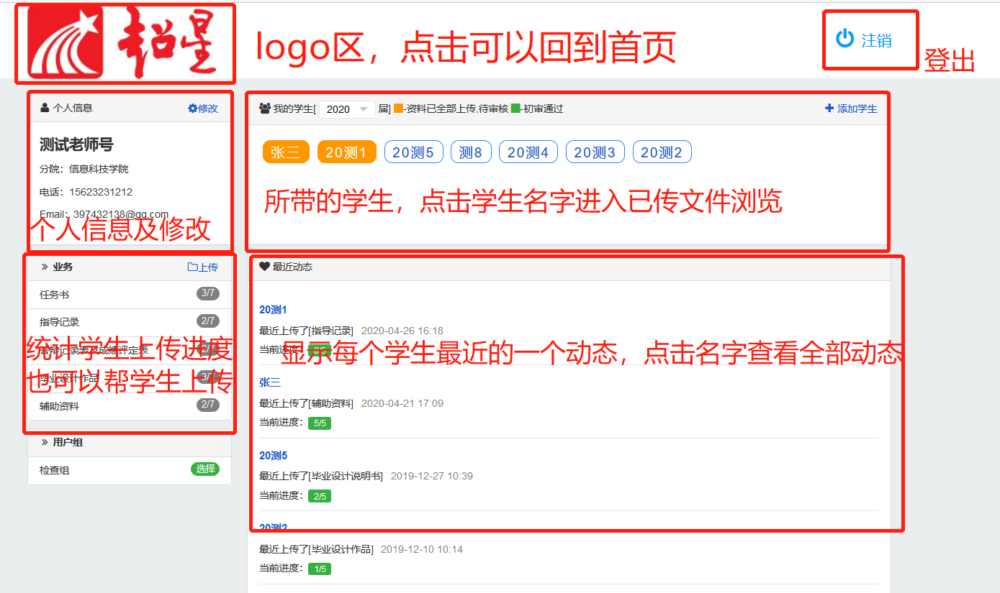 超星
logo区，点击可以回到首页
注销
登出
个人信息
修改
测试老师号
分院：信息科技学院
电话：15623231212
Email：397432138@qq.com
个人信息及修改
我的学生[ 2020 届] -资料已全部上传,待审核 -初审通过
添加学生
张三 20测1 20测5 测8 20测4 20测3 20测2
所带的学生，点击学生名字进入已传文件浏览
业务
上传
任务书 3/7
指导记录 2/7
答辩记录表及成绩评定表 2/7
统计学生上传进度
毕业设计作品 3/7
也可以帮学生上传
辅助资料 2/7
用户组
检查组 选择
最近动态
20测1
最近上传了[指导记录] 2020-04-26 16:18
当前进度：
显示每个学生最近的一个动态，点击名字查看全部动态
张三
最近上传了[辅助资料] 2020-04-21 17:09
当前进度： 5/5
20测5
最近上传了[毕业设计说明书] 2019-12-27 10:39
当前进度： 2/5
20测2
最近上传了[毕业设计作品] 2019-12-10 10:14
当前进度： 1/5